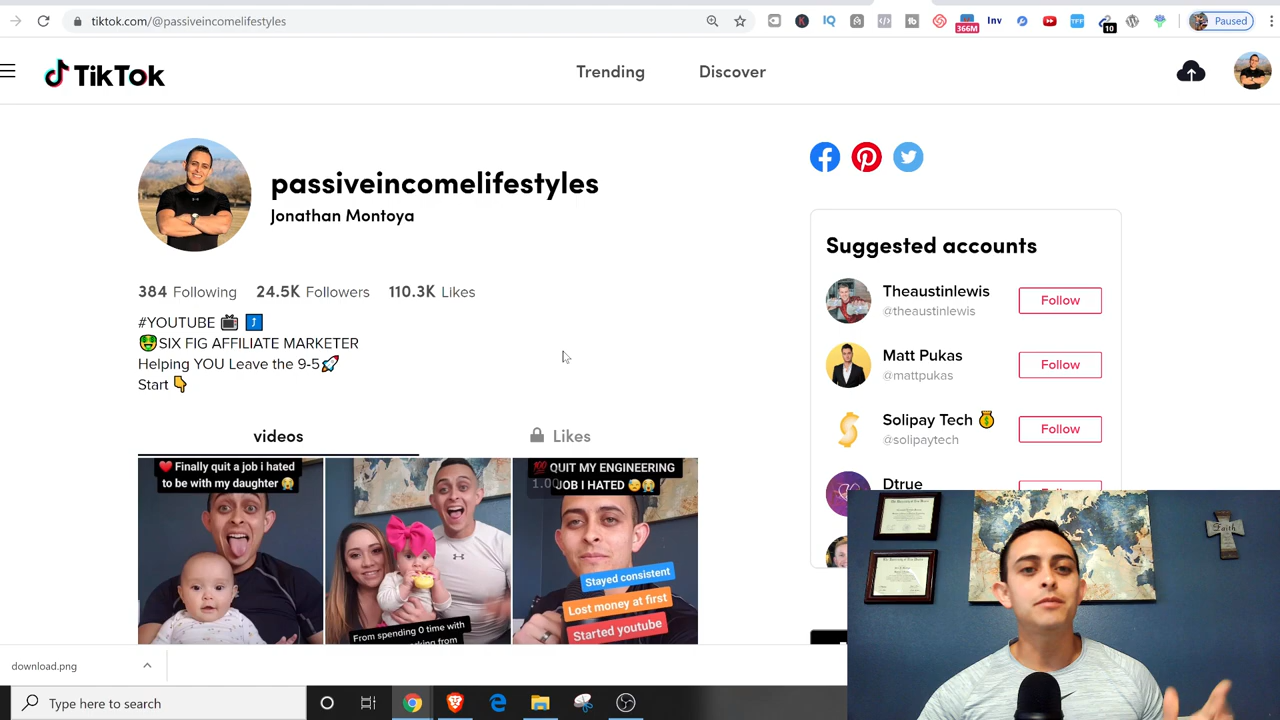 tiktok.com/@passiveincomelifestyles
366M
Inv
10
Paused
TikTok
Trending
Discover
passiveincomelifestyles
Jonathan Montoya
384 Following 24.5K Followers 110.3K Likes
#YOUTUBE 📺 ⤴️
🤑SIX FIG AFFILIATE MARKETER
Helping YOU Leave the 9-5🚀
Start 👇
videos
Likes
❤️ Finally quit a job i hated
to be with my daughter 😭
From spending 0 time with
💯 QUIT MY ENGINEERING
JOB I HATED 😔😭
Stayed consistent
Lost money at first
Started youtube
Suggested accounts
Theaustinlewis
@theaustinlewis
Follow
Matt Pukas
@mattpukas
Follow
Solipay Tech 💰
@solipaytech
Follow
Dtrue
Faith
download.png
Type here to search